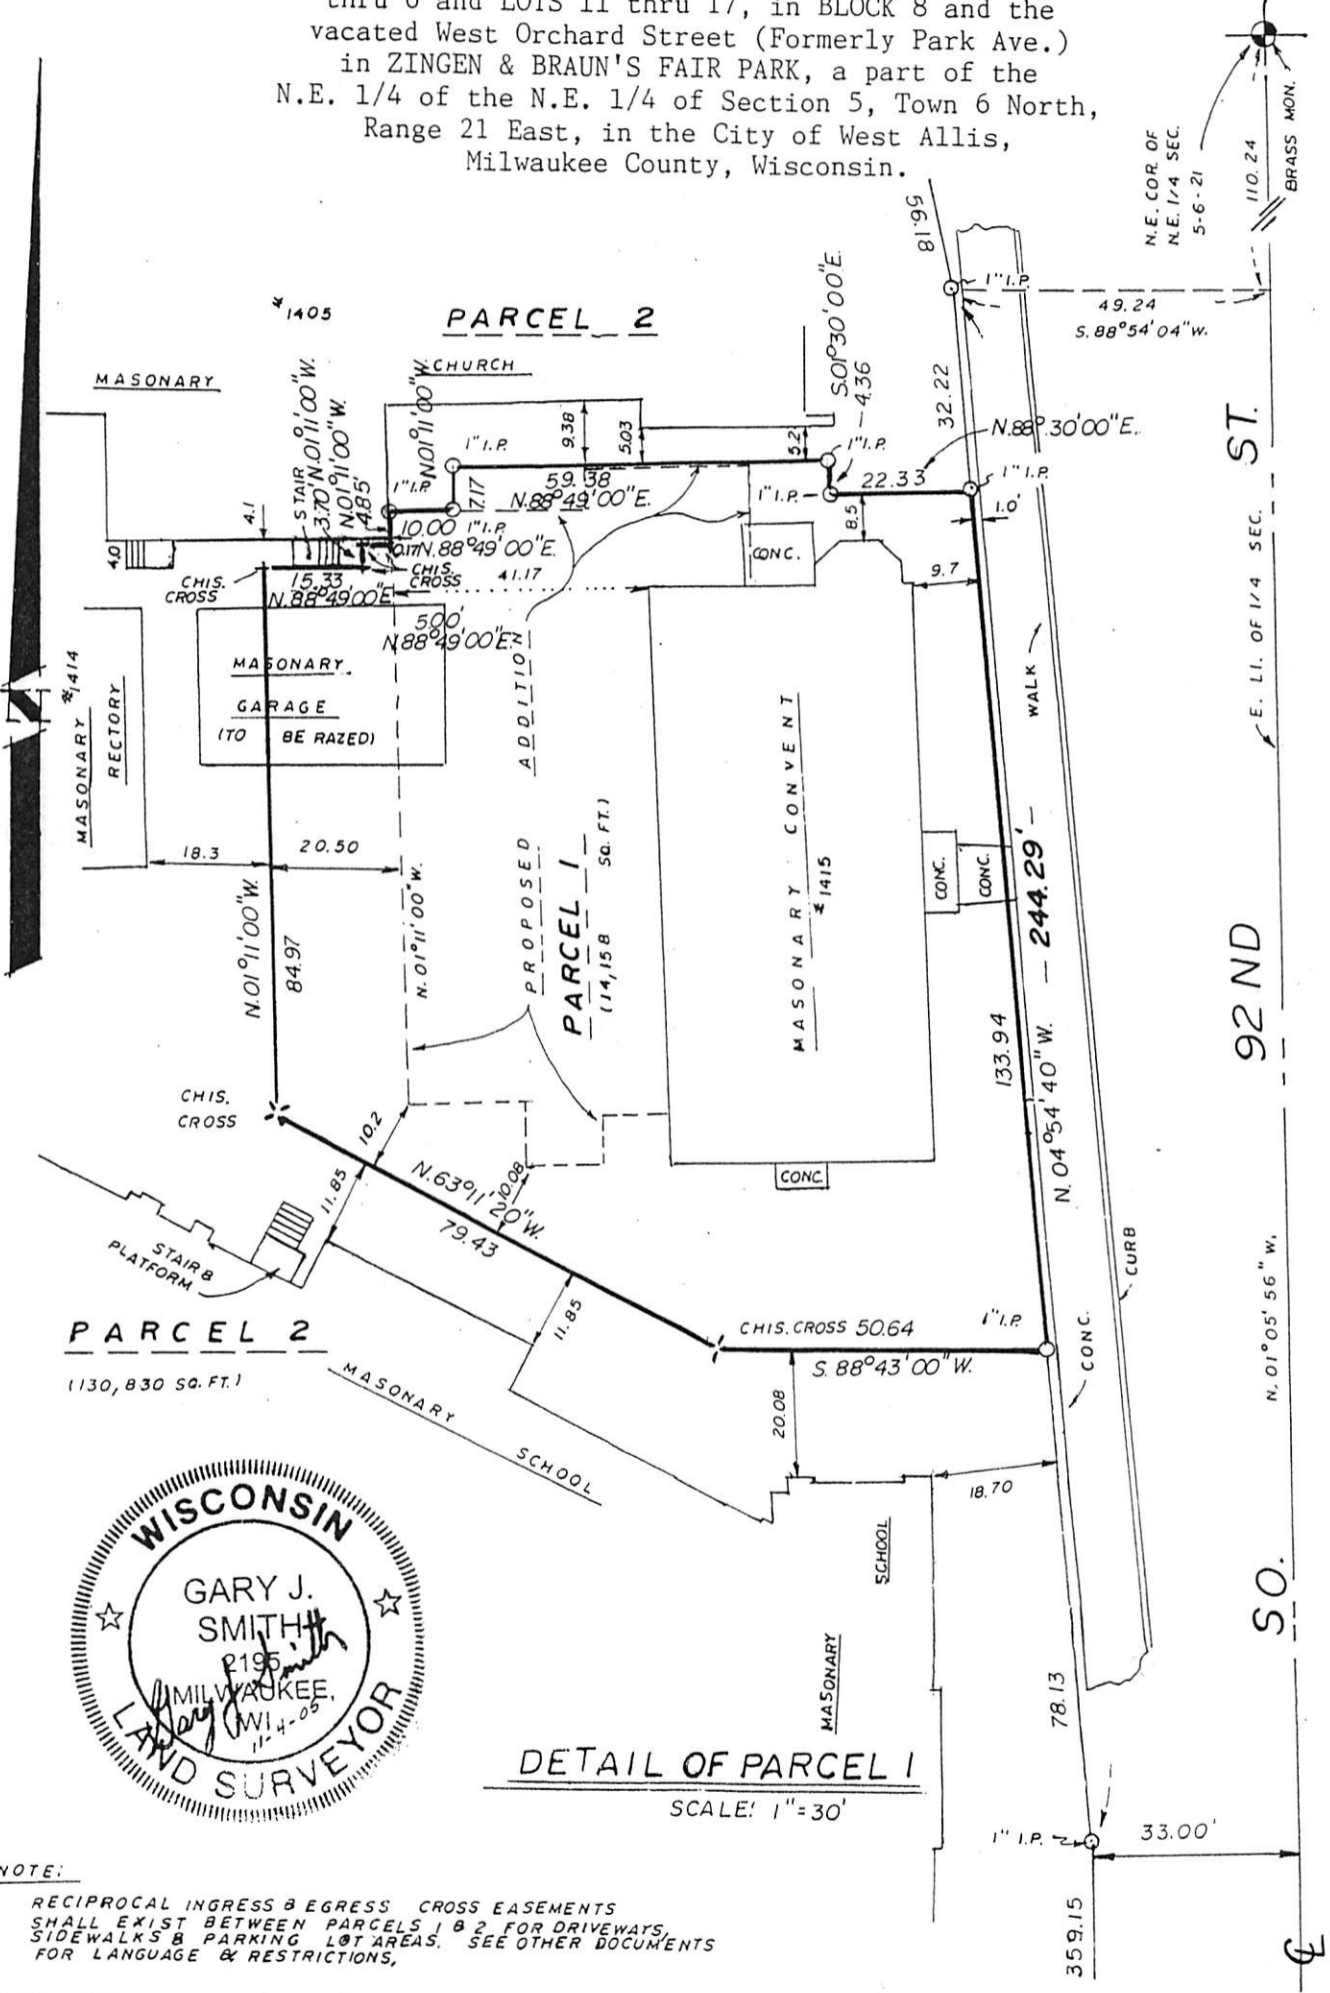 thru 6 and LOTS 11 thru 17, in BLOCK 8 and the
vacated West Orchard Street (Formerly Park Ave.)
in ZINGEN & BRAUN'S FAIR PARK, a part of the
N.E. 1/4 of the N.E. 1/4 of Section 5, Town 6 North,
Range 21 East, in the City of West Allis,
Milwaukee County, Wisconsin.
N.E. COR. OF
N.E. 1/4 SEC.
5-6-21
110.24
BRASS MON.
56.18
1" I.P.
49.24
S. 88°54'04" W.
#1405
PARCEL 2
CHURCH
MASONARY
S.01°30'00"E.
4.36
32.22
N.88°30'00"E.
STAIR
3.70' N.01°11'00"W.
N.01°11'00"W.
4.85'
N.01°11'00"W.
1" I.P.
9.38
5.03
5.2
1" I.P.
1" I.P.
1" I.P.
7.17
59.38
N.88°49'00"E.
1" I.P.
22.33
1.0'
8.5
4.1
4.0
10.00 1" I.P.
0.17 N.88°49'00"E.
CHIS.
CROSS
CHIS.
CROSS
15.33
N.88°49'00"E
41.17
CONC.
9.7
5.00'
N.88°49'00"E.
MASONARY
GARAGE
(TO BE RAZED)
#1414
MASONARY
RECTORY
PROPOSED ADDITION
PARCEL 1
(14,158 SQ. FT.)
MASONARY CONVENT
#1415
WALK
E. LI. OF 1/4 SEC.
18.3
20.50
N.01°11'00"W.
84.97
N.01°11'00"W.
CONC.
CONC.
244.29'
133.94
N.04°54'40"W.
SO. 92ND ST.
CHIS.
CROSS
10.2
11.85
N.63°11'20"W.
10.08
79.43
11.85
CONC
STAIR &
PLATFORM
CURB
CONC.
N.01°05'56"W.
PARCEL 2
(130,830 SQ. FT.)
CHIS. CROSS 50.64
1" I.P.
S. 88°43'00"W.
20.08
MASONARY SCHOOL
18.70
SCHOOL
MASONARY
78.13
WISCONSIN
GARY J.
SMITH
2195
MILWAUKEE,
WI
LAND SURVEYOR
Gary J Smith
11-4-05
DETAIL OF PARCEL 1
SCALE: 1"=30'
1" I.P.
33.00'
359.15
NOTE:
RECIPROCAL INGRESS & EGRESS CROSS EASEMENTS
SHALL EXIST BETWEEN PARCELS 1 & 2 FOR DRIVEWAYS,
SIDEWALKS & PARKING LOT AREAS. SEE OTHER DOCUMENTS
FOR LANGUAGE & RESTRICTIONS,